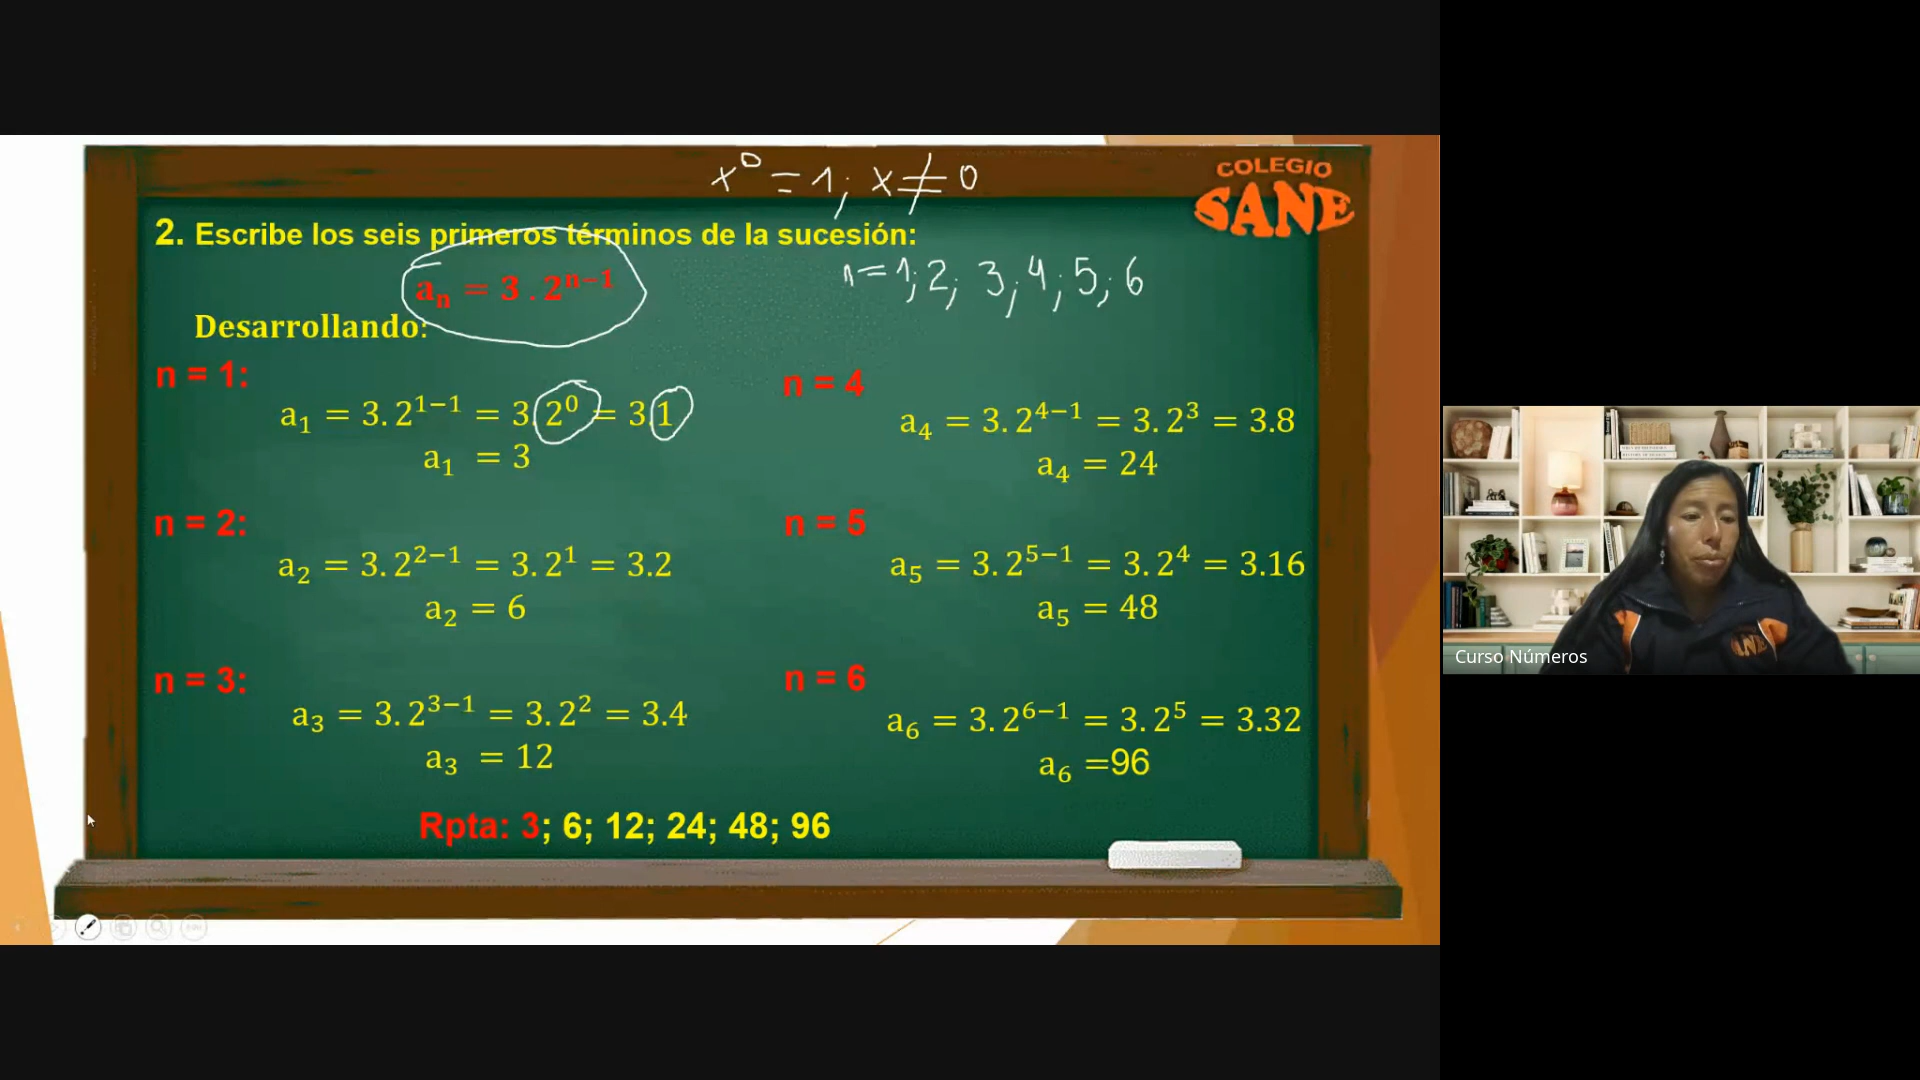 x⁰ = 1; x ≠ 0
COLEGIO
SANE
2. Escribe los seis primeros términos de la sucesión:
aₙ = 3 . 2ⁿ⁻¹
n = 1; 2; 3; 4; 5; 6
Desarrollando:
n = 1:
a₁ = 3. 2¹⁻¹ = 3. 2⁰ = 3.1
a₁ = 3
n = 2:
a₂ = 3. 2²⁻¹ = 3. 2¹ = 3.2
a₂ = 6
n = 3:
a₃ = 3. 2³⁻¹ = 3. 2² = 3.4
a₃ = 12
n = 4
a₄ = 3. 2⁴⁻¹ = 3. 2³ = 3.8
a₄ = 24
n = 5
a₅ = 3. 2⁵⁻¹ = 3. 2⁴ = 3.16
a₅ = 48
n = 6
a₆ = 3. 2⁶⁻¹ = 3. 2⁵ = 3.32
a₆ =96
Rpta: 3; 6; 12; 24; 48; 96
Curso Números